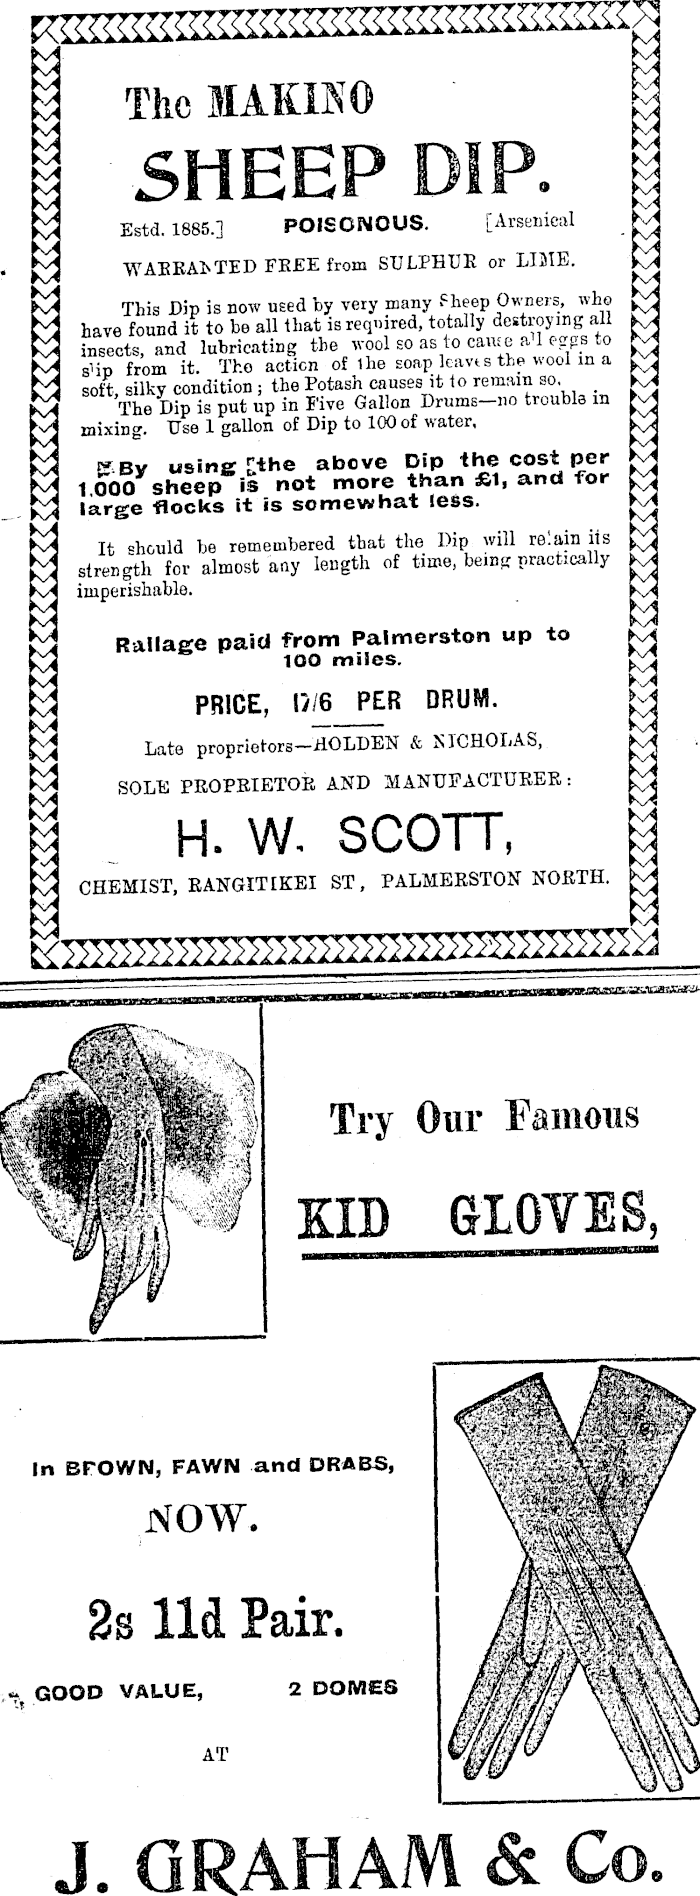 The MAKINO
SHEEP DIP.
Estd. 1885.] POISONOUS. [Arsenical
WARRANTED FREE from SULPHUR or LIME.
This Dip is now used by very many Sheep Owners, who
have found it to be all that is required, totally destroying all
insects, and lubricating the wool so as to cause all eggs to
slip from it. The action of the soap leaves the wool in a
soft, silky condition; the Potash causes it to remain so.
The Dip is put up in Five Gallon Drums—no trouble in
mixing. Use 1 gallon of Dip to 100 of water.
By using [the above Dip the cost per
1,000 sheep is not more than £1, and for
large flocks it is somewhat less.
It should be remembered that the Dip will retain its
strength for almost any length of time, being practically
imperishable.
Railage paid from Palmerston up to
100 miles.
PRICE, 17/6 PER DRUM.
Late proprietors—HOLDEN & NICHOLAS,
SOLE PROPRIETOR AND MANUFACTURER:
H. W. SCOTT,
CHEMIST, RANGITIKEI ST, PALMERSTON NORTH.
Try Our Famous
KID GLOVES,
In BROWN, FAWN and DRABS,
NOW.
2s 11d Pair.
GOOD VALUE, 2 DOMES
AT
J. GRAHAM & Co.